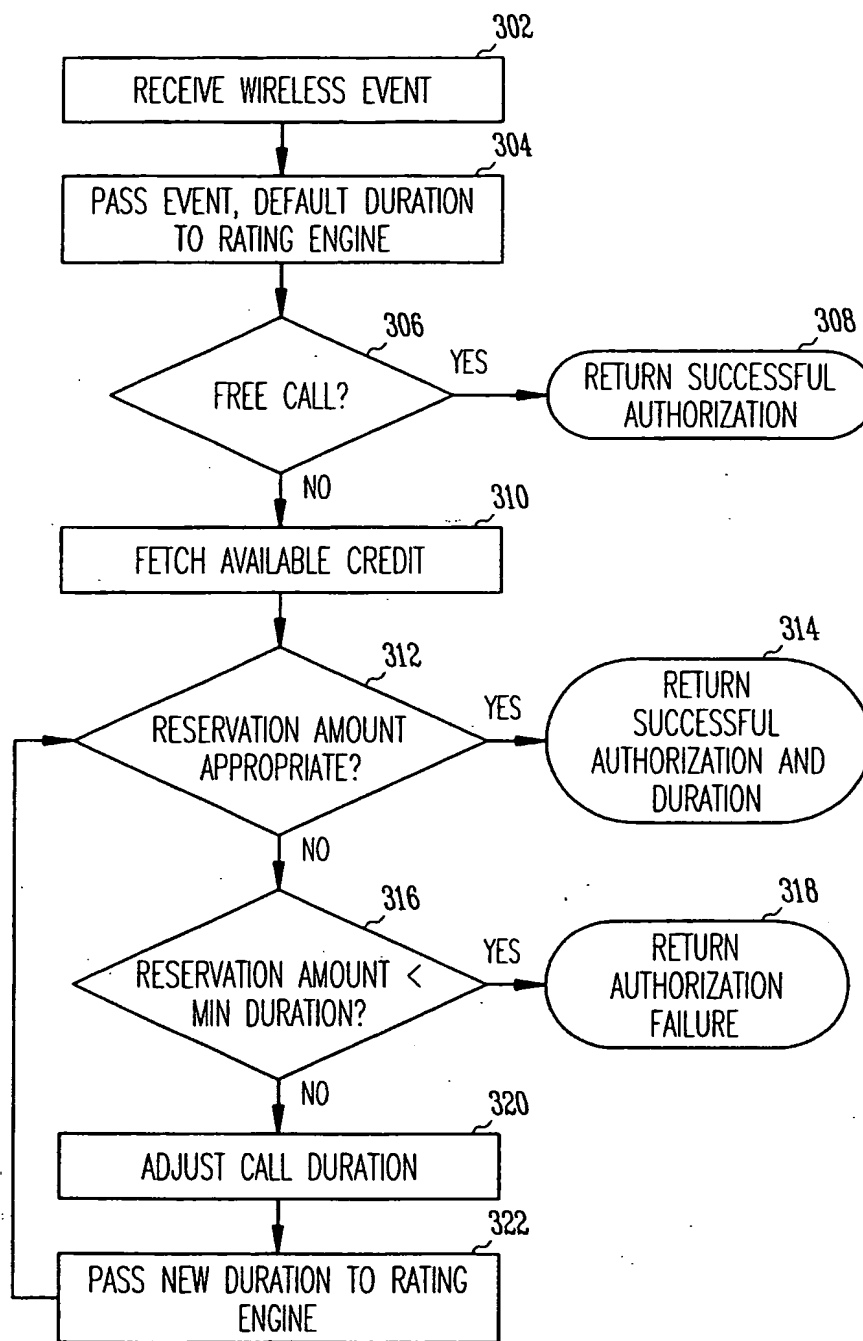 302
RECEIVE WIRELESS EVENT
304
PASS EVENT, DEFAULT DURATION
TO RATING ENGINE
306
FREE CALL?
YES
308
RETURN SUCCESSFUL
AUTHORIZATION
NO
310
FETCH AVAILABLE CREDIT
312
RESERVATION AMOUNT
APPROPRIATE?
YES
314
RETURN
SUCCESSFUL
AUTHORIZATION AND
DURATION
NO
316
RESERVATION AMOUNT <
MIN DURATION?
YES
318
RETURN
AUTHORIZATION
FAILURE
NO
320
ADJUST CALL DURATION
322
PASS NEW DURATION TO RATING
ENGINE